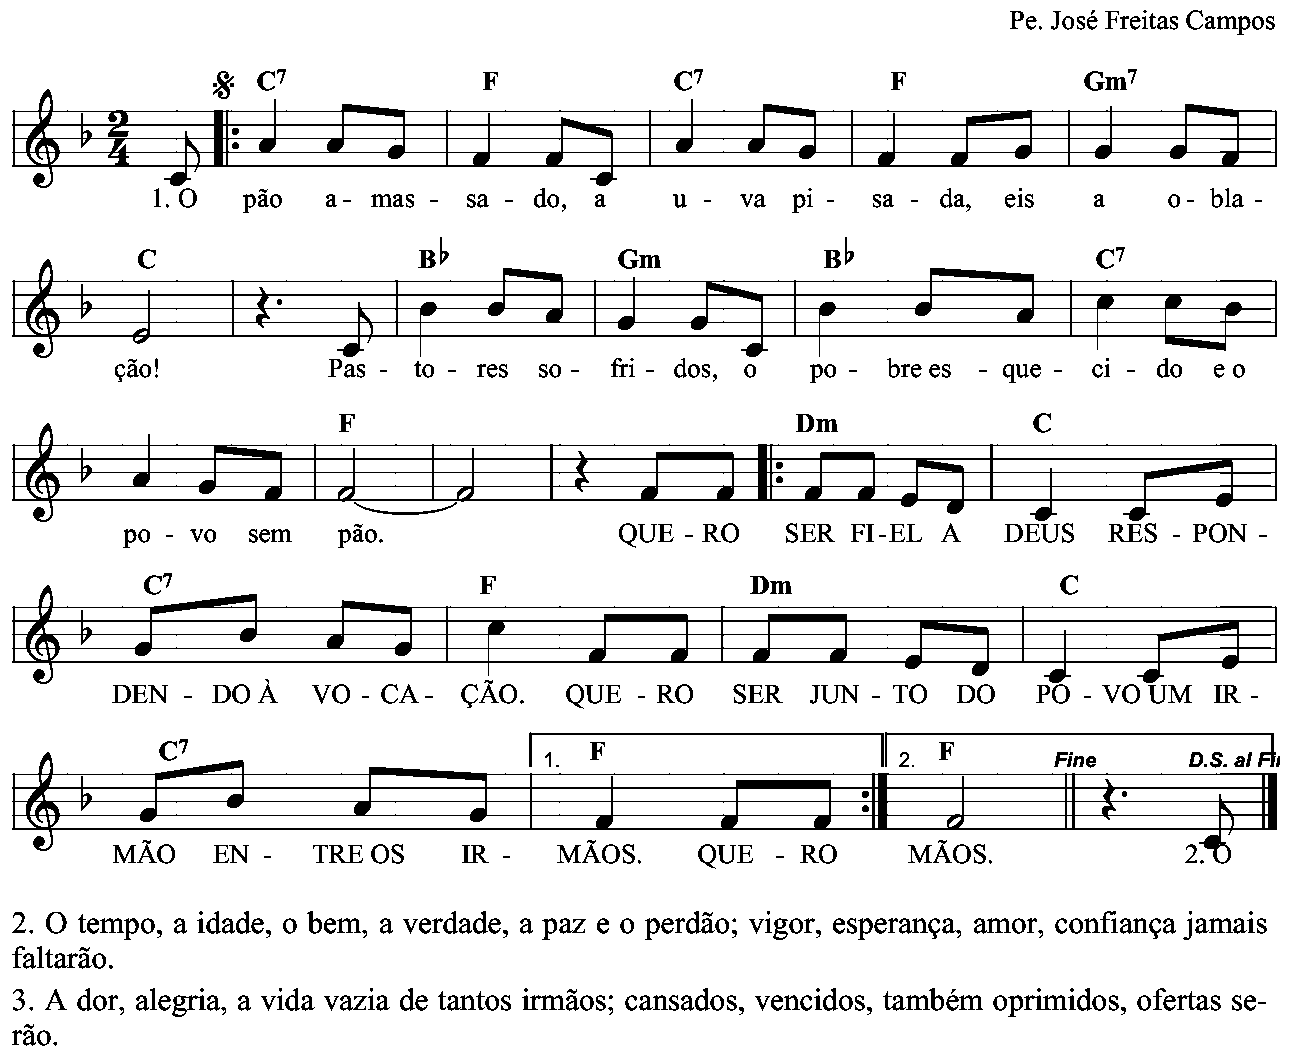 Pe. José Freitas Campos
C7 F C7 F Gm7
2
4
1. O pão a- mas- sa- do, a u- va pi- sa- da, eis a o- bla-
C B♭ Gm B♭ C7
ção! Pas- to- res so- fri- dos, o po- bre es- que- ci- do e o
F Dm C
po- vo sem pão. QUE- RO SER FI-EL A DEUS RES- PON-
C7 F Dm C
DEN- DO À VO-CA- ÇÃO. QUE- RO SER JUN- TO DO PO- VO UM IR-
C7 1. F 2. F Fine D.S. al Fi
MÃO EN- TRE OS IR- MÃOS. QUE- RO MÃOS. 2. O
2. O tempo, a idade, o bem, a verdade, a paz e o perdão; vigor, esperança, amor, confiança jamais
faltarão.
3. A dor, alegria, a vida vazia de tantos irmãos; cansados, vencidos, também oprimidos, ofertas se-
rão.